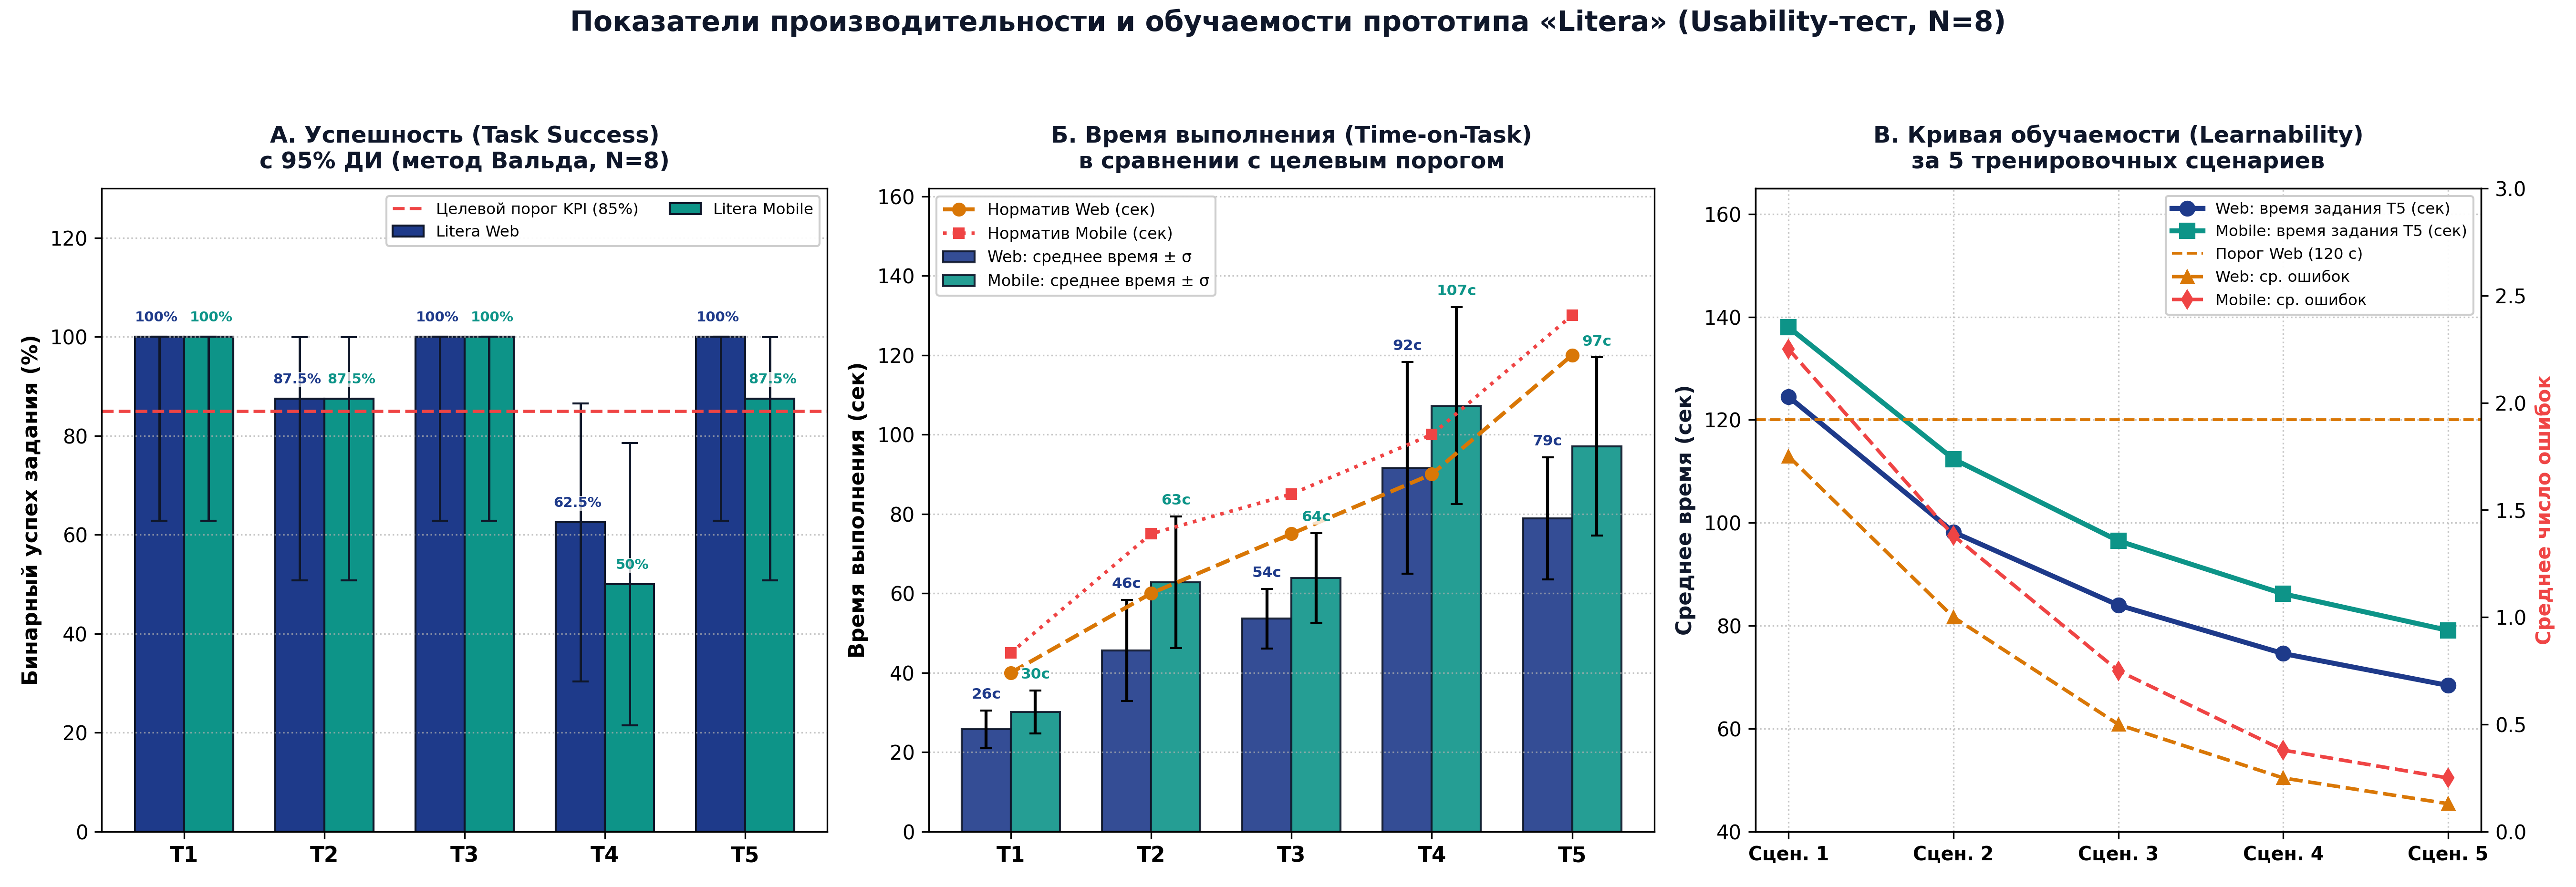 Показатели производительности и обучаемости прототипа «Litera» (Usability-тест, N=8)
А. Успешность (Task Success)
с 95% ДИ (метод Вальда, N=8)
Бинарный успех задания (%)
120
100
80
60
40
20
0
Целевой порог KPI (85%)
Litera Web
Litera Mobile
100%
100%
87.5%
87.5%
100%
100%
62.5%
50%
100%
87.5%
T1
T2
T3
T4
T5
Б. Время выполнения (Time-on-Task)
в сравнении с целевым порогом
Время выполнения (сек)
160
140
120
100
80
60
40
20
0
Норматив Web (сек)
Норматив Mobile (сек)
Web: среднее время ± σ
Mobile: среднее время ± σ
26с
30с
46с
63с
54с
64с
92с
107с
79с
97с
T1
T2
T3
T4
T5
В. Кривая обучаемости (Learnability)
за 5 тренировочных сценариев
Среднее время (сек)
160
140
120
100
80
60
40
Web: время задания T5 (сек)
Mobile: время задания T5 (сек)
Порог Web (120 с)
Web: ср. ошибок
Mobile: ср. ошибок
3.0
2.5
2.0
1.5
1.0
0.5
0.0
Среднее число ошибок
Сцен. 1
Сцен. 2
Сцен. 3
Сцен. 4
Сцен. 5